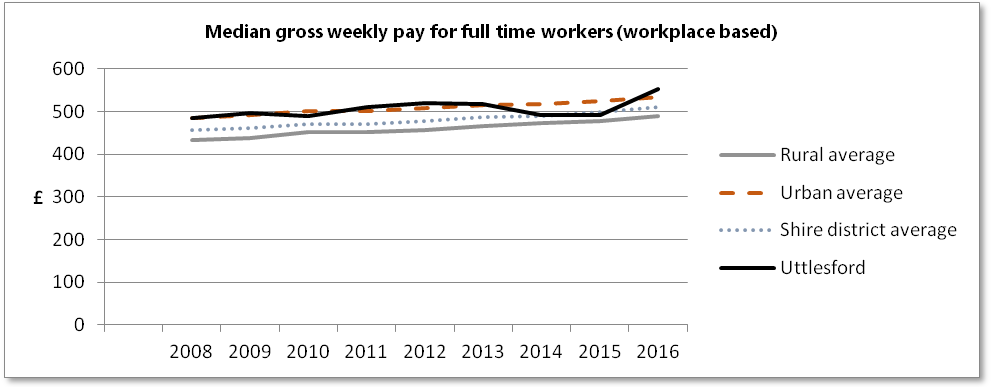 Median gross weekly pay for full time workers (workplace based)
600
500
400
300
200
100
0
£
2008 2009 2010 2011 2012 2013 2014 2015 2016
Rural average
Urban average
Shire district average
Uttlesford